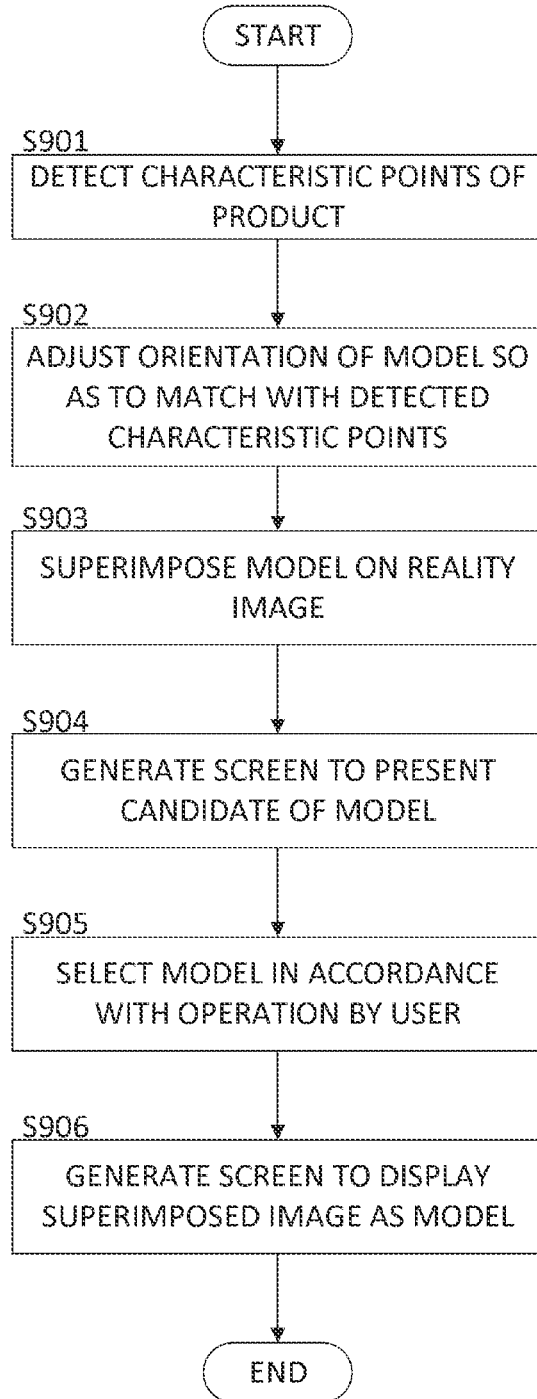 START
S901
DETECT CHARACTERISTIC POINTS OF
PRODUCT
S902
ADJUST ORIENTATION OF MODEL SO
AS TO MATCH WITH DETECTED
CHARACTERISTIC POINTS
S903
SUPERIMPOSE MODEL ON REALITY
IMAGE
S904
GENERATE SCREEN TO PRESENT
CANDIDATE OF MODEL
S905
SELECT MODEL IN ACCORDANCE
WITH OPERATION BY USER
S906
GENERATE SCREEN TO DISPLAY
SUPERIMPOSED IMAGE AS MODEL
END